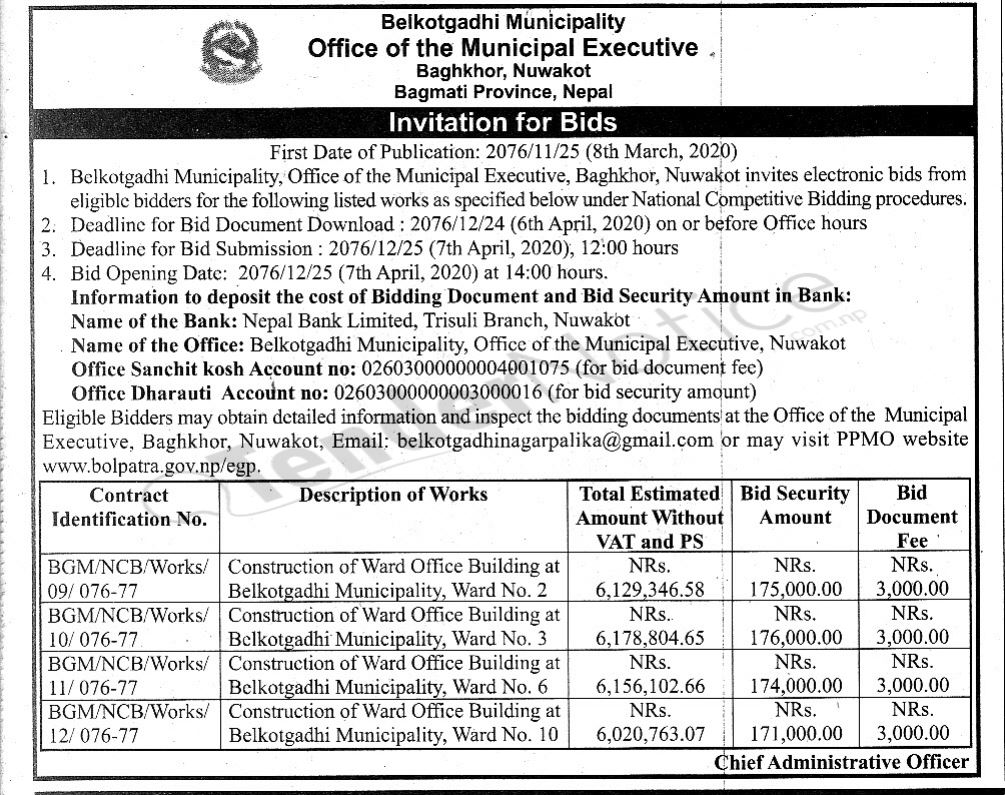 Belkotgadhi Municipality
Office of the Municipal Executive
Baghkhor, Nuwakot
Bagmati Province, Nepal
Invitation for Bids
First Date of Publication: 2076/11/25 (8th March, 2020)
1. Belkotgadhi Municipality, Office of the Municipal Executive, Baghkhor, Nuwakot invites electronic bids from
eligible bidders for the following listed works as specified below under National Competitive Bidding procedures.
2. Deadline for Bid Document Download : 2076/12/24 (6th April, 2020) on or before Office hours
3. Deadline for Bid Submission : 2076/12/25 (7th April, 2020), 12:00 hours
4. Bid Opening Date: 2076/12/25 (7th April, 2020) at 14:00 hours.
Information to deposit the cost of Bidding Document and Bid Security Amount in Bank:
Name of the Bank: Nepal Bank Limited, Trisuli Branch, Nuwakot
Name of the Office: Belkotgadhi Municipality, Office of the Municipal Executive, Nuwakot
Office Sanchit kosh Account no: 02603000000004001075 (for bid document fee)
Office Dharauti Account no: 02603000000003000016 (for bid security amount)
Eligible Bidders may obtain detailed information and inspect the bidding documents at the Office of the Municipal
Executive, Baghkhor, Nuwakot, Email: belkotgadhinagarpalika@gmail.com or may visit PPMO website
www.bolpatra.gov.np/egp.
TenderNotice
.com.np
Contract Description of Works Total Estimated Bid Security Bid
Identification No. Amount Without Amount Document
VAT and PS Fee
BGM/NCB/Works/ Construction of Ward Office Building at NRs. NRs. NRs.
09/ 076-77 Belkotgadhi Municipality, Ward No. 2 6,129,346.58 175,000.00 3,000.00
BGM/NCB/Works/ Construction of Ward Office Building at NRs. NRs. NRs.
10/ 076-77 Belkotgadhi Municipality, Ward No. 3 6,178,804.65 176,000.00 3,000.00
BGM/NCB/Works/ Construction of Ward Office Building at NRs. NRs. NRs.
11/ 076-77 Belkotgadhi Municipality, Ward No. 6 6,156,102.66 174,000.00 3,000.00
BGM/NCB/Works/ Construction of Ward Office Building at NRs. NRs. NRs.
12/ 076-77 Belkotgadhi Municipality, Ward No. 10 6,020,763.07 171,000.00 3,000.00
Chief Administrative Officer